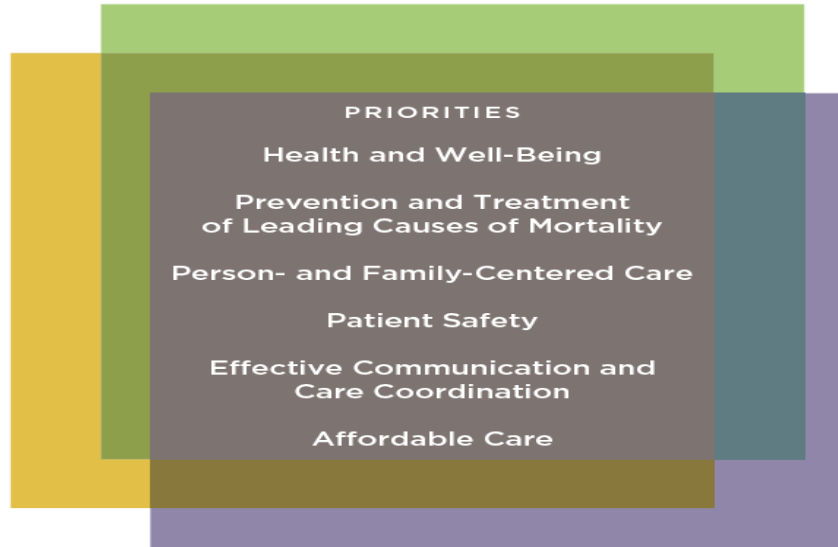 PRIORITIES
Health and Well-Being
Prevention and Treatment
of Leading Causes of Mortality
Person- and Family-Centered Care
Patient Safety
Effective Communication and
Care Coordination
Affordable Care